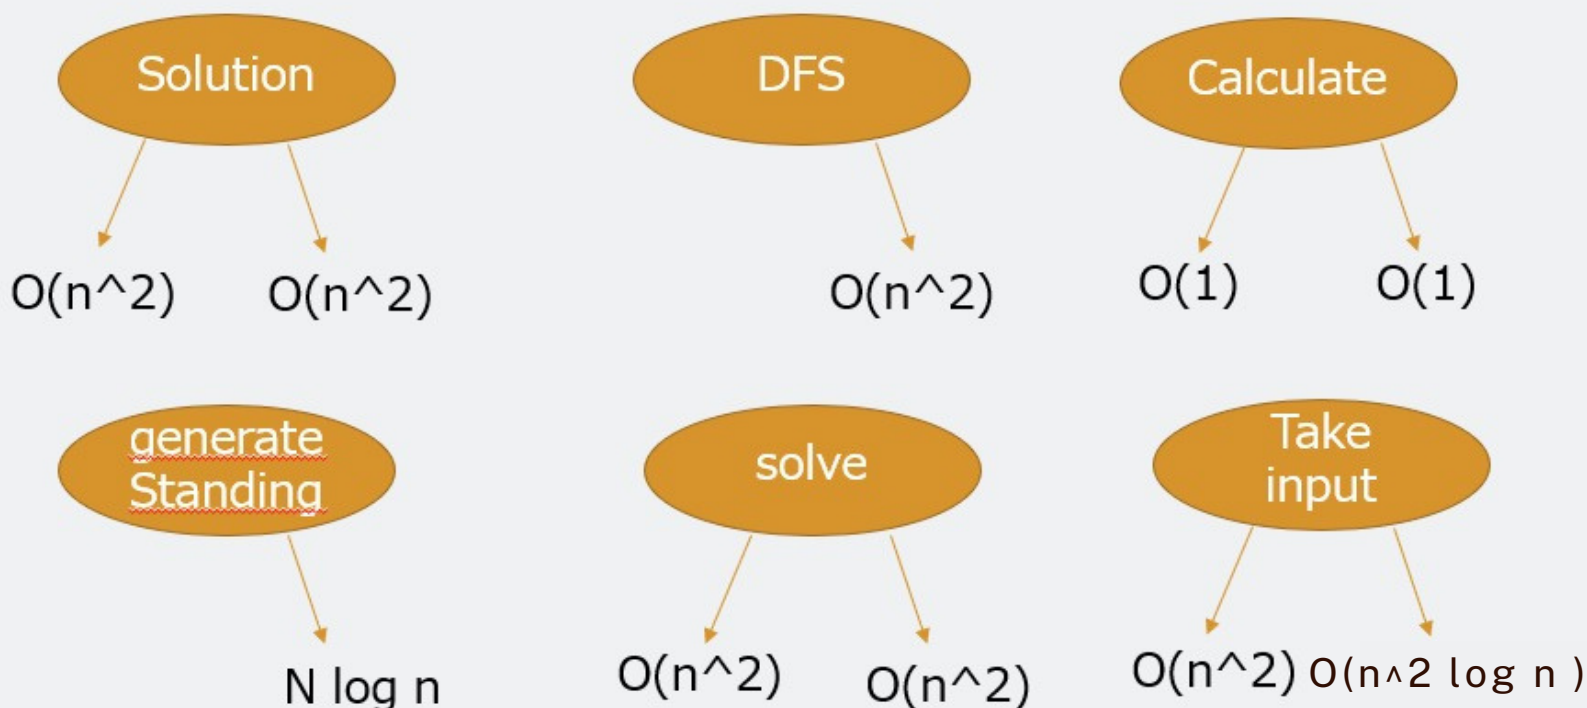 Solution
DFS
Calculate
O(n^2)
O(n^2)
O(n^2)
O(1)
O(1)
generate
Standing
solve
Take
input
N log n
O(n^2)
O(n^2)
O(n^2)
O(n^2 log n )